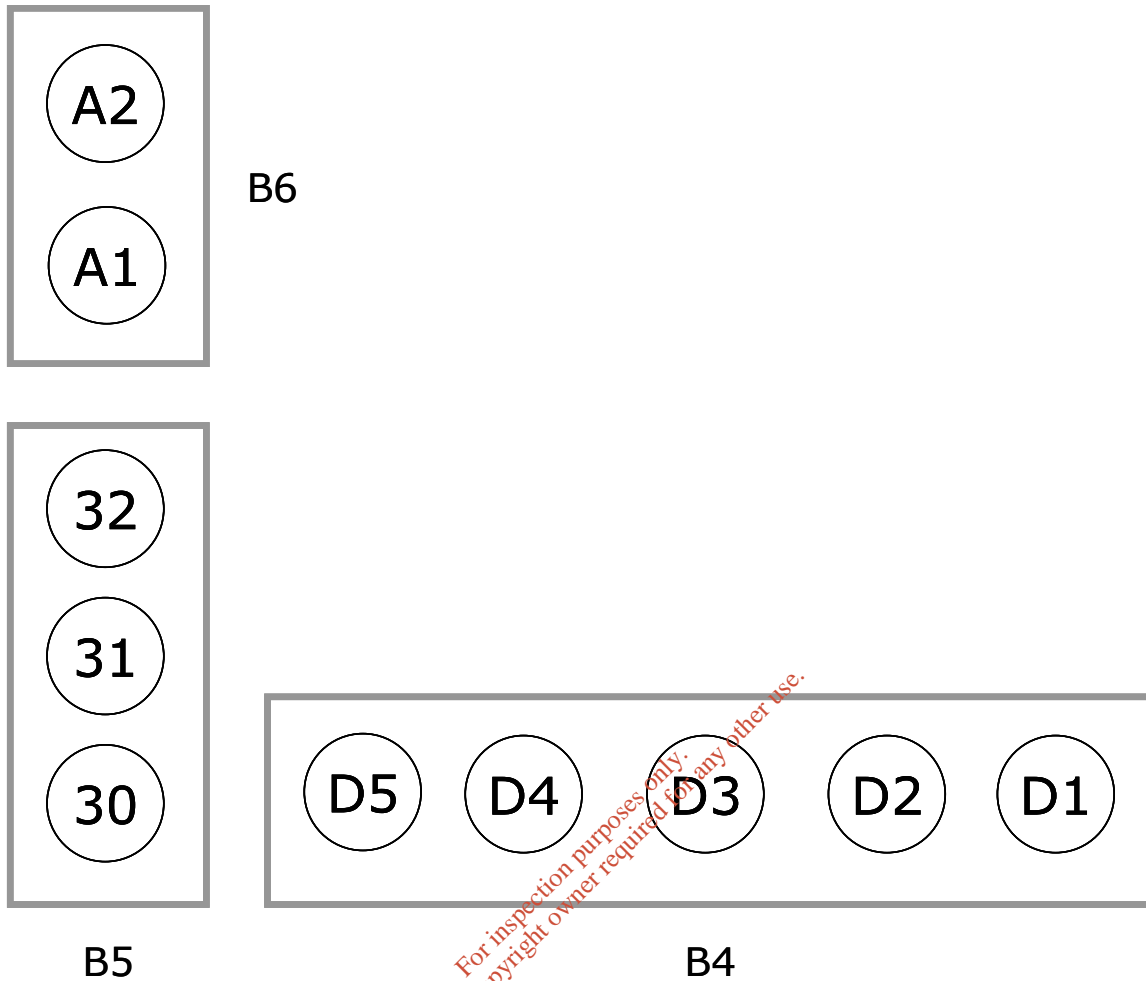 A2
B6
A1
32
31
30
D5
D4
D3
D2
D1
B5
B4
For inspection purposes only.
pyright owner required for any other use.